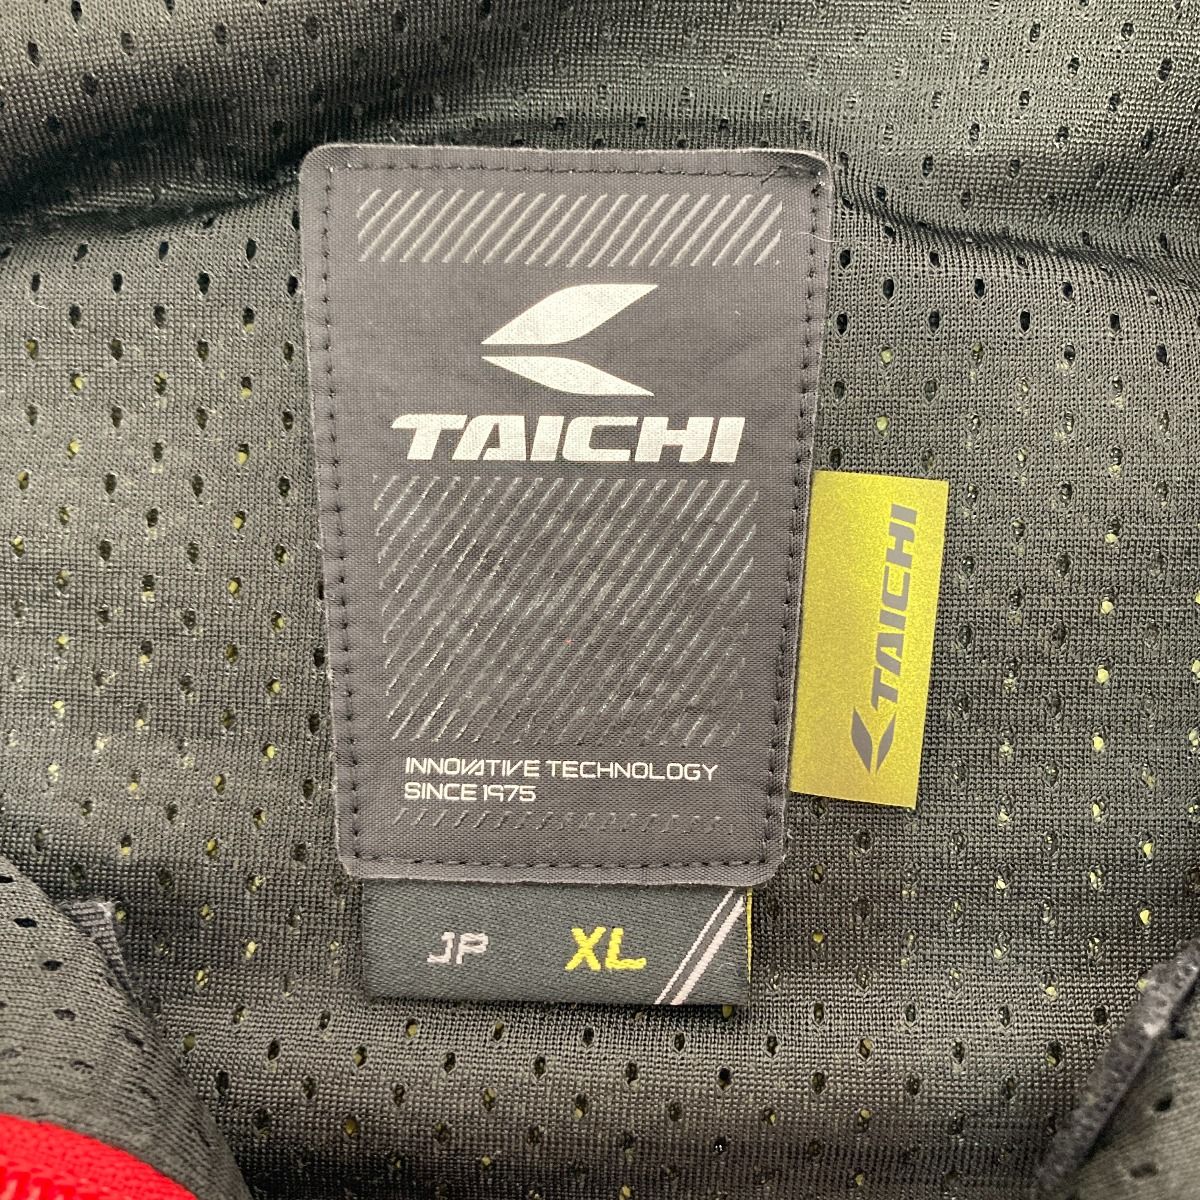 TAICHI
TAICHI
INNOVATIVE TECHNOLOGY
SINCE 1975
JP XL